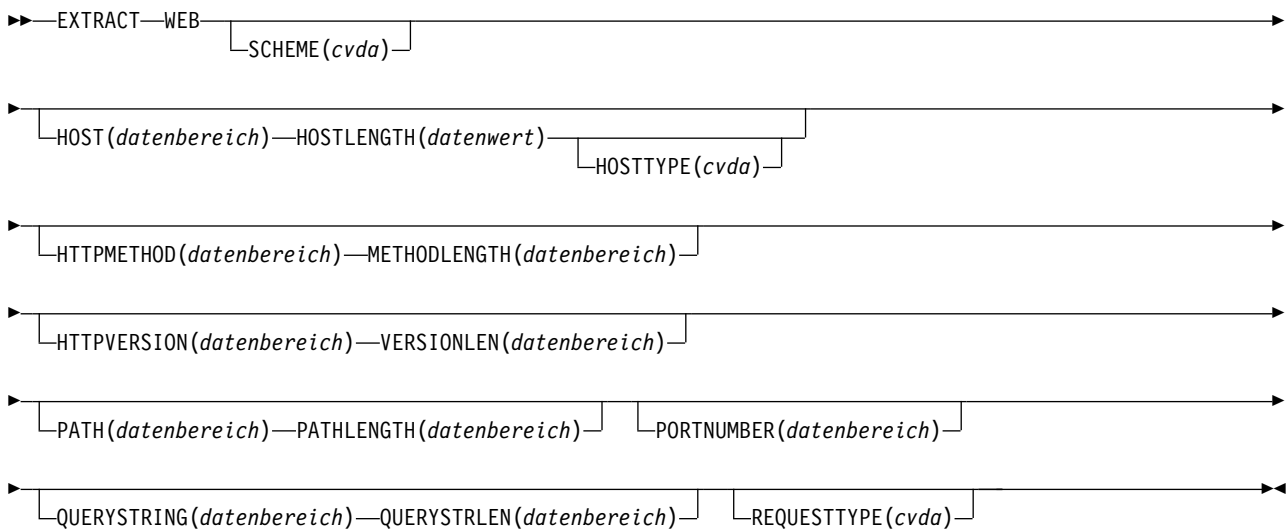 EXTRACT WEB
SCHEME(cvda)
HOST(datenbereich) HOSTLENGTH(datenwert)
HOSTTYPE(cvda)
HTTPMETHOD(datenbereich) METHODLENGTH(datenbereich)
HTTPVERSION(datenbereich) VERSIONLEN(datenbereich)
PATH(datenbereich) PATHLENGTH(datenbereich) PORTNUMBER(datenbereich)
QUERYSTRING(datenbereich) QUERYSTRLEN(datenbereich) REQUESTTYPE(cvda)